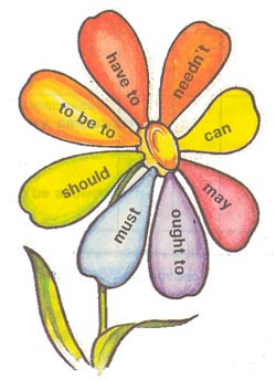 have to
needn't
can
may
ought to
must
should
to be to